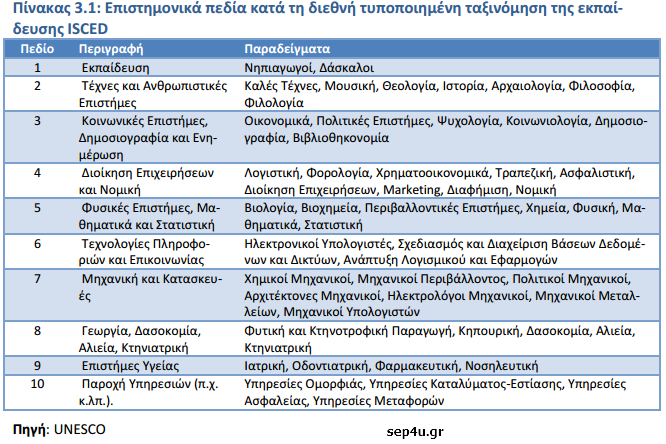 Πίνακας 3.1: Επιστημονικά πεδία κατά τη διεθνή τυποποιημένη ταξινόμηση της εκπαί-
δευσης ISCED
Πεδίο Περιγραφή Παραδείγματα
1 Εκπαίδευση Νηπιαγωγοί, Δάσκαλοι
2 Τέχνες και Ανθρωπιστικές Καλές Τέχνες, Μουσική, Θεολογία, Ιστορία, Αρχαιολογία, Φιλοσοφία,
Επιστήμες Φιλολογία
3 Κοινωνικές Επιστήμες, Οικονομικά, Πολιτικές Επιστήμες, Ψυχολογία, Κοινωνιολογία, Δημοσιο-
Δημοσιογραφία και Ενη- γραφία, Βιβλιοθηκονομία
μέρωση
4 Διοίκηση Επιχειρήσεων Λογιστική, Φορολογία, Χρηματοοικονομικά, Τραπεζική, Ασφαλιστική,
και Νομική Διοίκηση Επιχειρήσεων, Marketing, Διαφήμιση, Νομική
5 Φυσικές Επιστήμες, Μα- Βιολογία, Βιοχημεία, Περιβαλλοντικές Επιστήμες, Χημεία, Φυσική, Μα-
θηματικά και Στατιστική θηματικά, Στατιστική
6 Τεχνολογίες Πληροφο- Ηλεκτρονικοί Υπολογιστές, Σχεδιασμός και Διαχείριση Βάσεων Δεδομέ-
ριών και Επικοινωνίας νων και Δικτύων, Ανάπτυξη Λογισμικού και Εφαρμογών
7 Μηχανική και Κατασκευ- Χημικοί Μηχανικοί, Μηχανικοί Περιβάλλοντος, Πολιτικοί Μηχανικοί,
ές Αρχιτέκτονες Μηχανικοί, Ηλεκτρολόγοι Μηχανικοί, Μηχανικοί Μεταλ-
λείων, Μηχανικοί Υπολογιστών
8 Γεωργία, Δασοκομία, Φυτική και Κτηνοτροφική Παραγωγή, Κηπουρική, Δασοκομία, Αλιεία,
Αλιεία, Κτηνιατρική Κτηνιατρική
9 Επιστήμες Υγείας Ιατρική, Οδοντιατρική, Φαρμακευτική, Νοσηλευτική
10 Παροχή Υπηρεσιών (π.χ. Υπηρεσίες Ομορφιάς, Υπηρεσίες Καταλύματος-Εστίασης, Υπηρεσίες
κ.λπ.). Ασφαλείας, Υπηρεσίες Μεταφορών
Πηγή: UNESCO
sep4u.gr